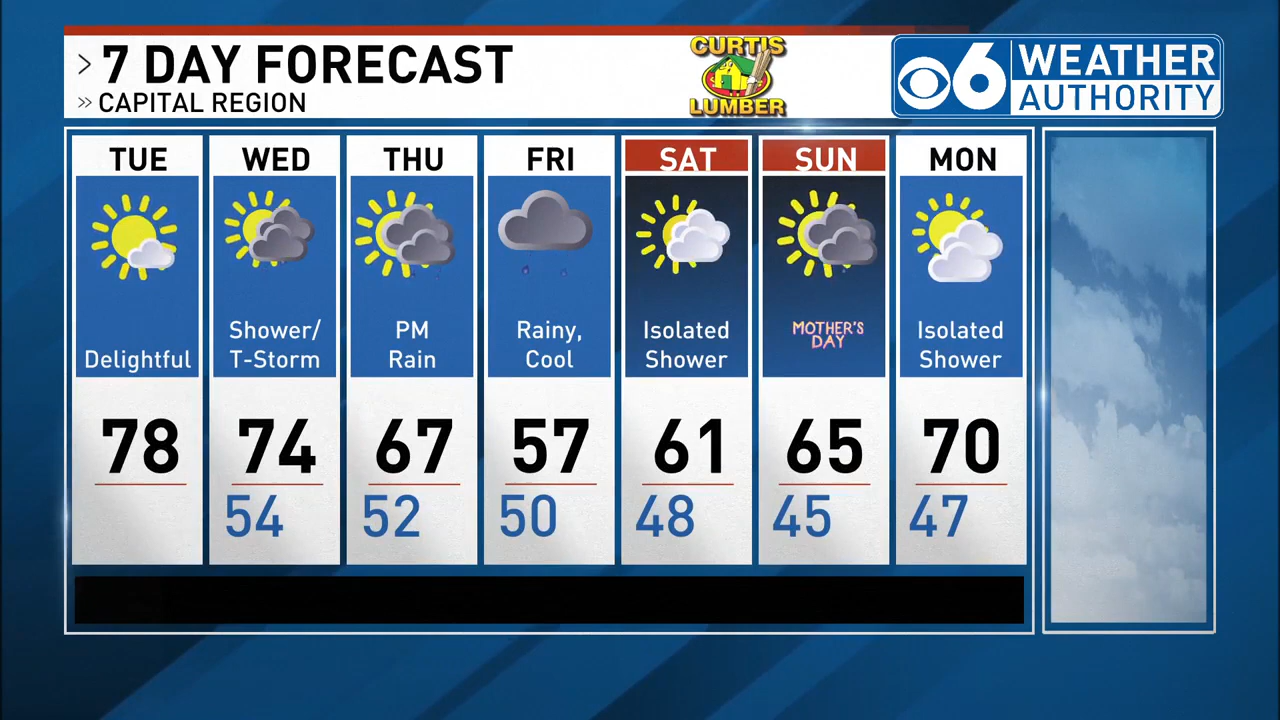 > 7 DAY FORECAST
» CAPITAL REGION
CURTIS
LUMBER
6 WEATHER
AUTHORITY
TUE WED THU FRI SAT SUN MON
Delightful
Shower/
T-Storm
PM
Rain
Rainy,
Cool
Isolated
Shower
MOTHER'S
DAY
Isolated
Shower
78 74 67 57 61 65 70
54 52 50 48 45 47